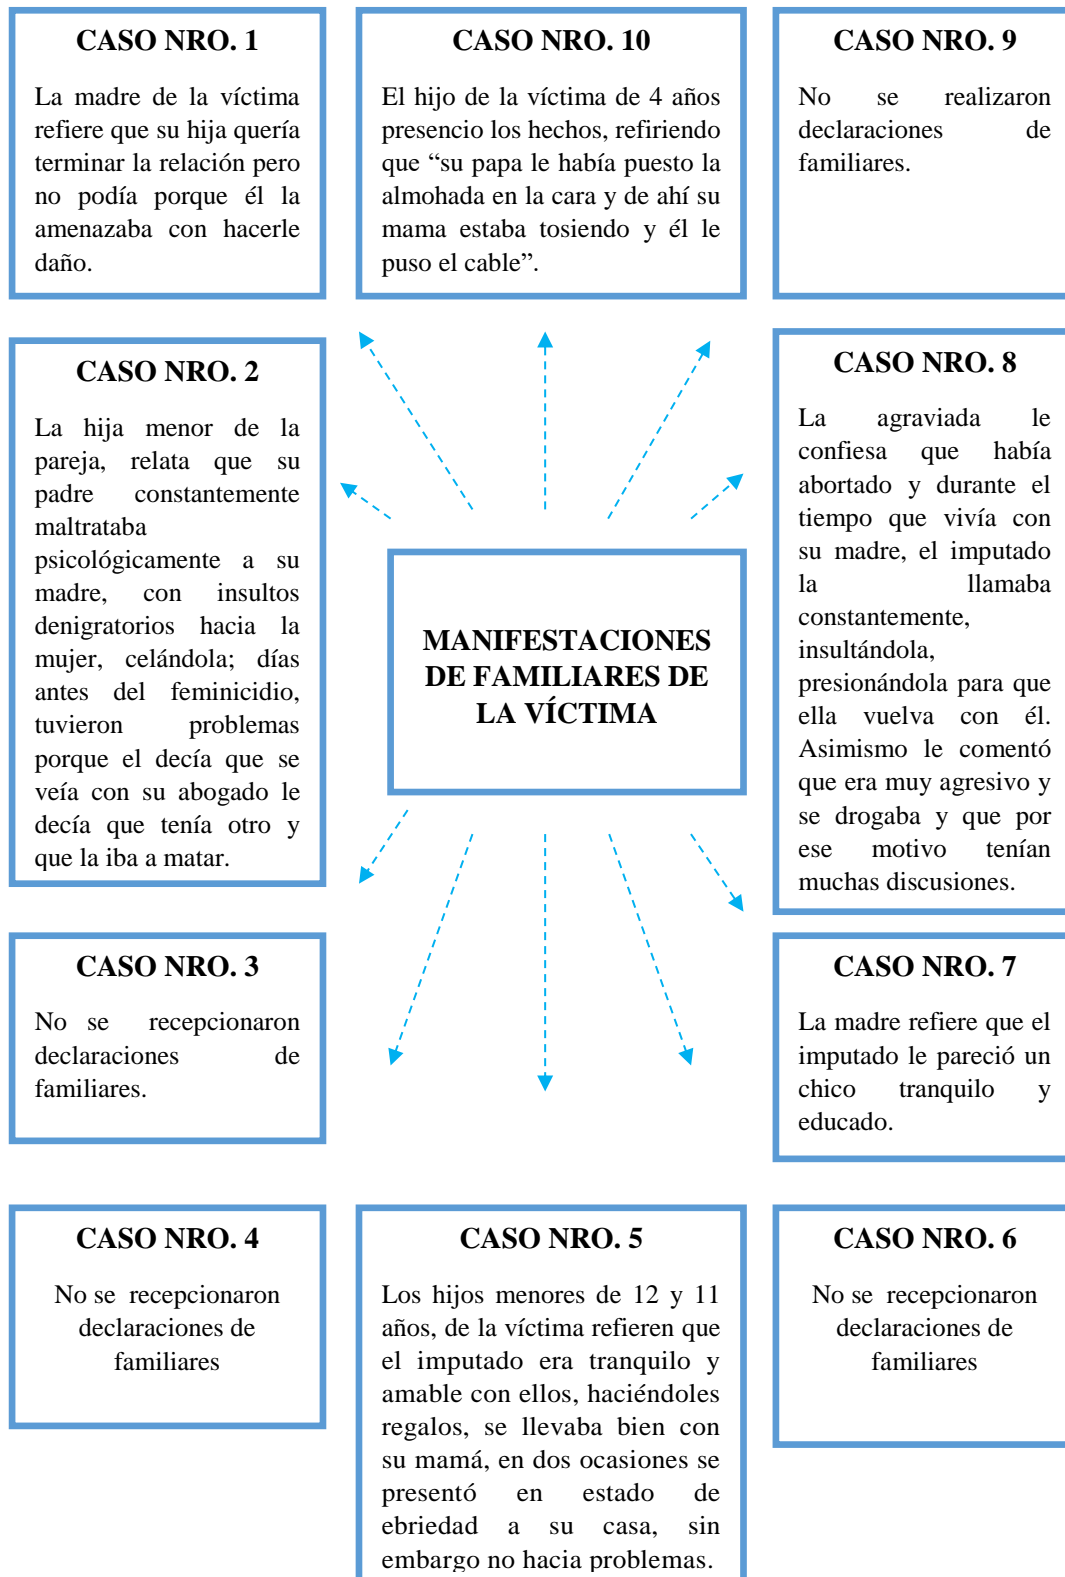 CASO NRO. 1
La madre de la víctima
refiere que su hija quería
terminar la relación pero
no podía porque él la
amenazaba con hacerle
daño.
CASO NRO. 10
El hijo de la víctima de 4 años
presencio los hechos, refiriendo
que “su papa le había puesto la
almohada en la cara y de ahí su
mama estaba tosiendo y él le
puso el cable”.
CASO NRO. 9
No se realizaron
declaraciones de
familiares.
CASO NRO. 2
La hija menor de la
pareja, relata que su
padre constantemente
maltrataba
psicológicamente a su
madre, con insultos
denigratorios hacia la
mujer, celándola; días
antes del feminicidio,
tuvieron problemas
porque el decía que se
veía con su abogado le
decía que tenía otro y
que la iba a matar.
MANIFESTACIONES
DE FAMILIARES DE
LA VÍCTIMA
CASO NRO. 8
La agraviada le
confiesa que había
abortado y durante el
tiempo que vivía con
su madre, el imputado
la llamaba
constantemente,
insultándola,
presionándola para que
ella vuelva con él.
Asimismo le comentó
que era muy agresivo y
se drogaba y que por
ese motivo tenían
muchas discusiones.
CASO NRO. 3
No se recepcionaron
declaraciones de
familiares.
CASO NRO. 7
La madre refiere que el
imputado le pareció un
chico tranquilo y
educado.
CASO NRO. 4
No se recepcionaron
declaraciones de
familiares
CASO NRO. 5
Los hijos menores de 12 y 11
años, de la víctima refieren que
el imputado era tranquilo y
amable con ellos, haciéndoles
regalos, se llevaba bien con
su mamá, en dos ocasiones se
presentó en estado de
ebriedad a su casa, sin
embargo no hacia problemas.
CASO NRO. 6
No se recepcionaron
declaraciones de
familiares